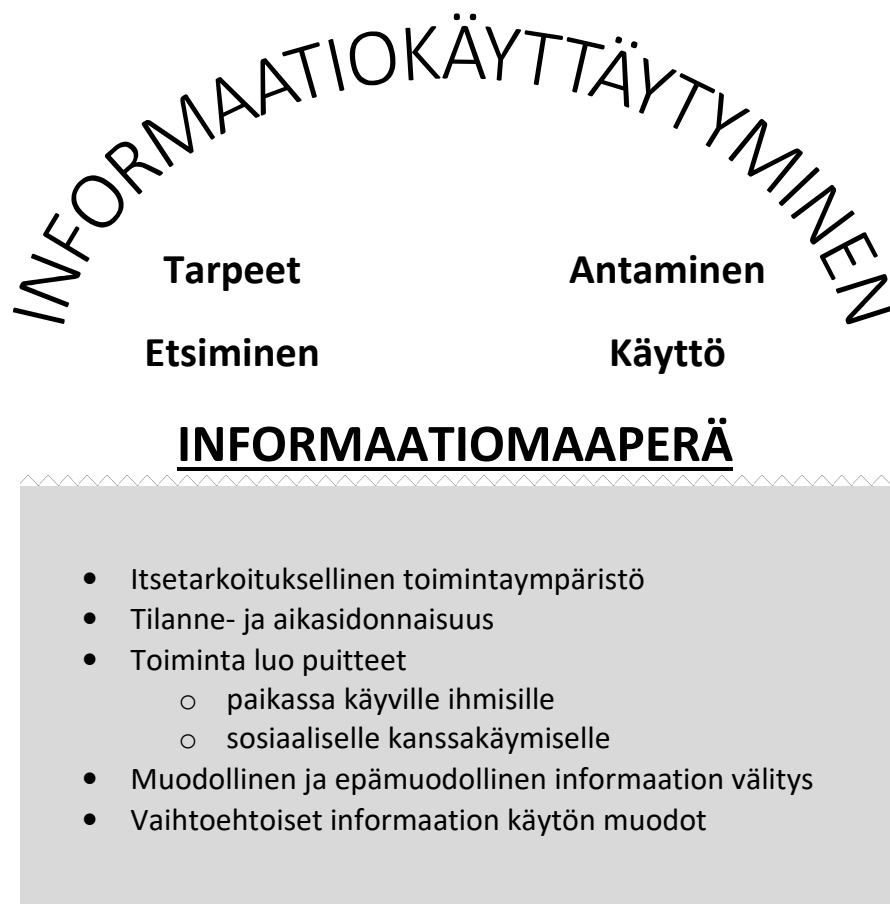 INFORMAATIOKÄYTTÄYTYMINEN
Tarpeet Antaminen
Etsiminen Käyttö
INFORMAATIOMAAPERÄ
• Itsetarkoituksellinen toimintaympäristö
• Tilanne- ja aikasidonnaisuus
• Toiminta luo puitteet
o paikassa käyville ihmisille
o sosiaaliselle kanssakäymiselle
• Muodollinen ja epämuodollinen informaation välitys
• Vaihtoehtoiset informaation käytön muodot